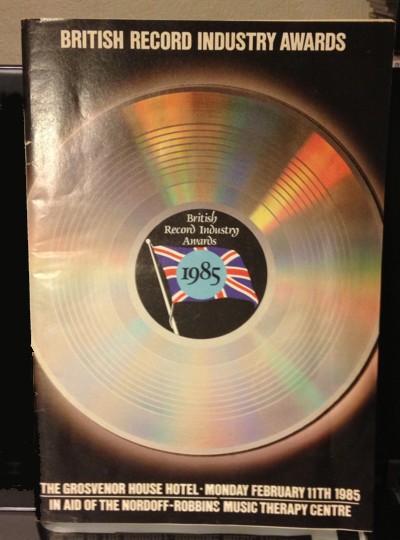 BRITISH RECORD INDUSTRY AWARDS
British
Record Industry
Awards
1985
THE GROSVENOR HOUSE HOTEL · MONDAY FEBRUARY 11TH 1985
IN AID OF THE NORDOFF-ROBBINS MUSIC THERAPY CENTRE